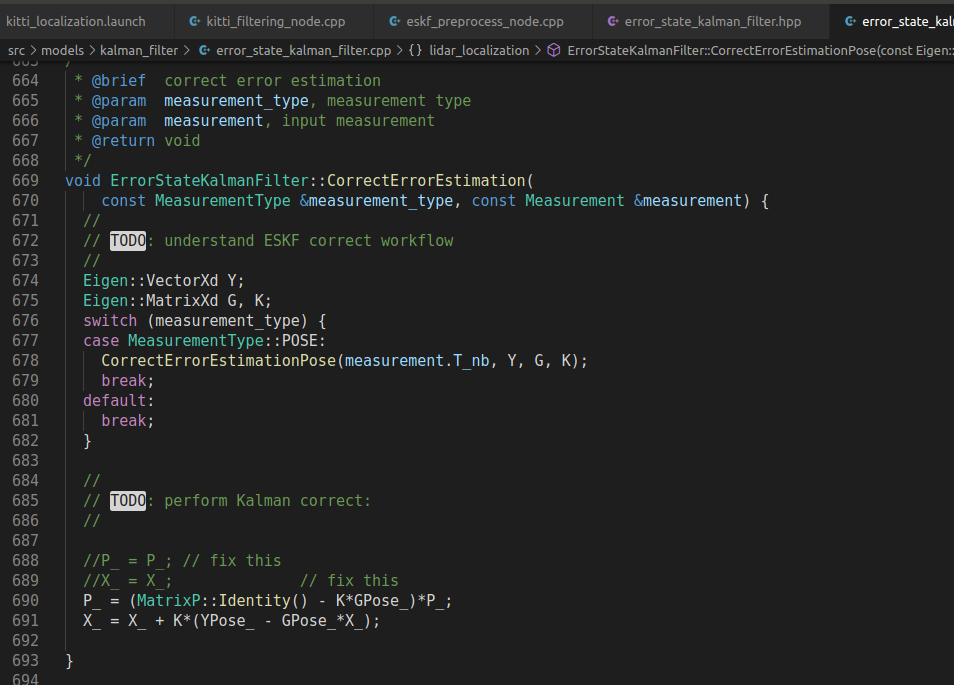 kitti_localization.launch kitti_filtering_node.cpp eskf_preprocess_node.cpp error_state_kalman_filter.hpp error_state_kal
src > models > kalman_filter > error_state_kalman_filter.cpp > {} lidar_localization > ErrorStateKalmanFilter::CorrectErrorEstimationPose(const Eigen::
663 /
664 * @brief  correct error estimation
665 * @param  measurement_type, measurement type
666 * @param  measurement, input measurement
667 * @return void
668 */
669 void ErrorStateKalmanFilter::CorrectErrorEstimation(
670     const MeasurementType &measurement_type, const Measurement &measurement) {
671   //
672   // TODO: understand ESKF correct workflow
673   //
674   Eigen::VectorXd Y;
675   Eigen::MatrixXd G, K;
676   switch (measurement_type) {
677   case MeasurementType::POSE:
678     CorrectErrorEstimationPose(measurement.T_nb, Y, G, K);
679     break;
680   default:
681     break;
682   }
683
684   //
685   // TODO: perform Kalman correct:
686   //
687
688   //P_ = P_; // fix this
689   //X_ = X_;              // fix this
690   P_ = (MatrixP::Identity() - K*GPose_)*P_;
691   X_ = X_ + K*(YPose_ - GPose_*X_);
692
693 }
694